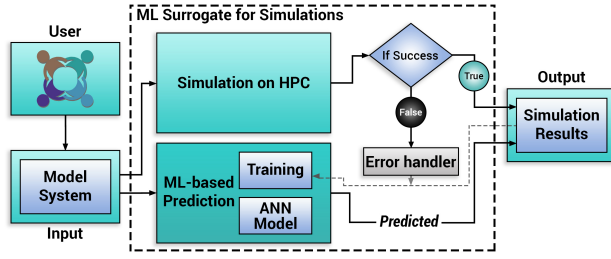 ML Surrogate for Simulations
User
Simulation on HPC
If Success
True
False
Output
Simulation
Results
Model
System
Input
ML-based
Prediction
Training
ANN
Model
Error handler
Predicted